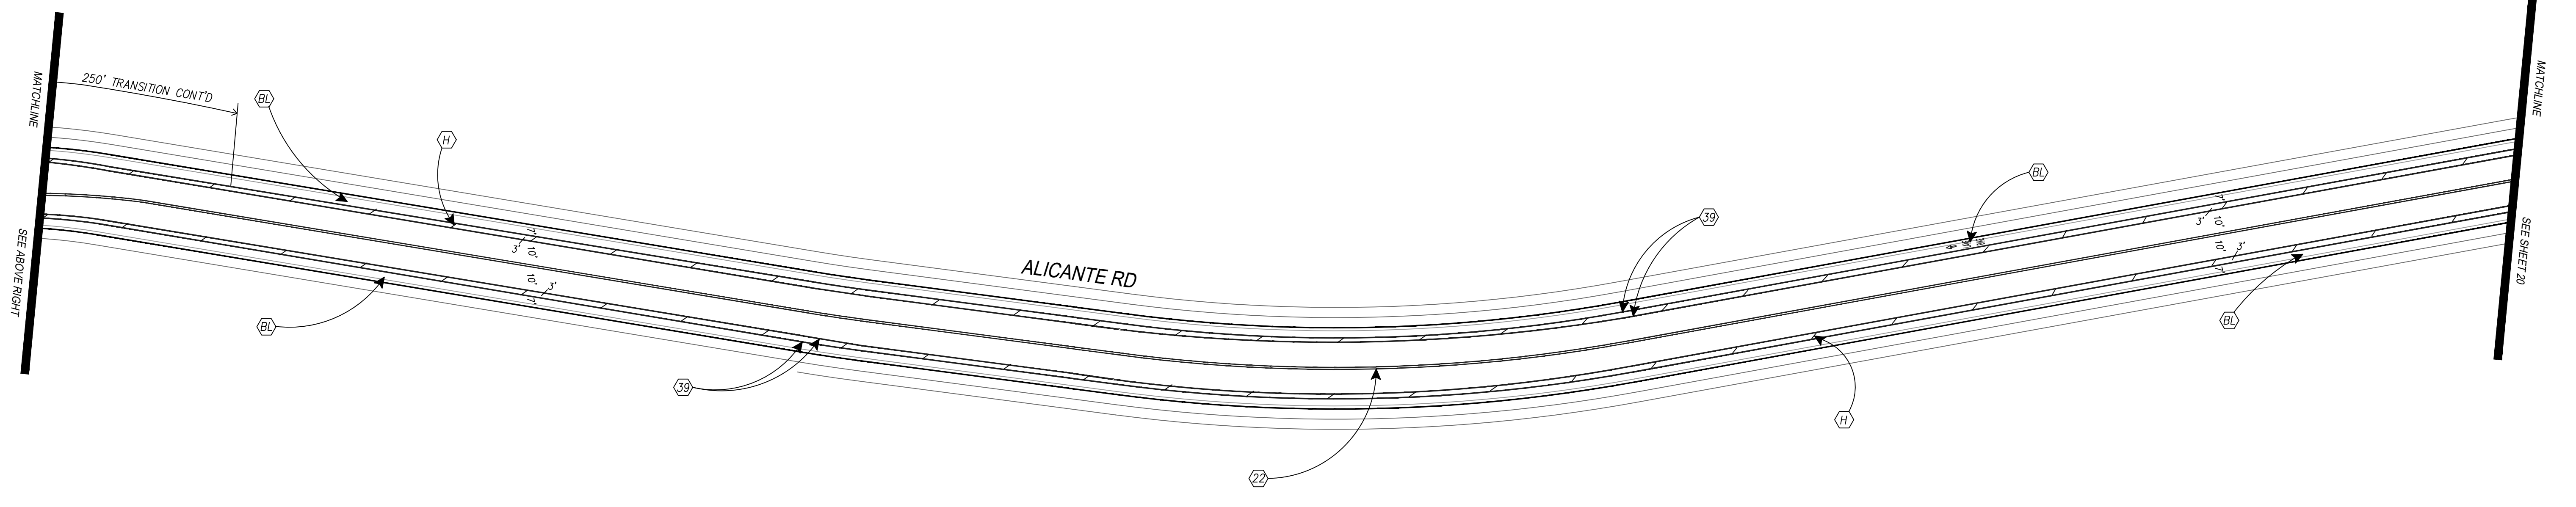 MATCHLINE
SEE ABOVE RIGHT
250' TRANSITION CONT'D
BL
H
7'
3'
10'
10'
3'
7'
BL
39
ALICANTE RD
22
39
BL
7'
3'
10'
10'
3'
7'
H
BL
MATCHLINE
SEE SHEET 20